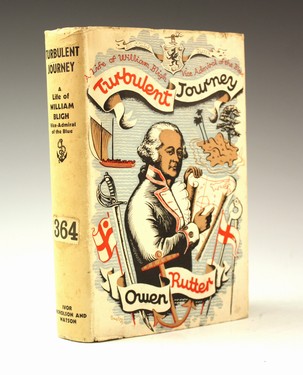 TURBULENT
JOURNEY
A
Life of
WILLIAM
BLIGH
Vice-Admiral
of the Blue
364
IVOR
NICHOLSON AND
WATSON
A Life of William Bligh Vice Admiral of the Blue
Turbulent Journey
Owen Rutter